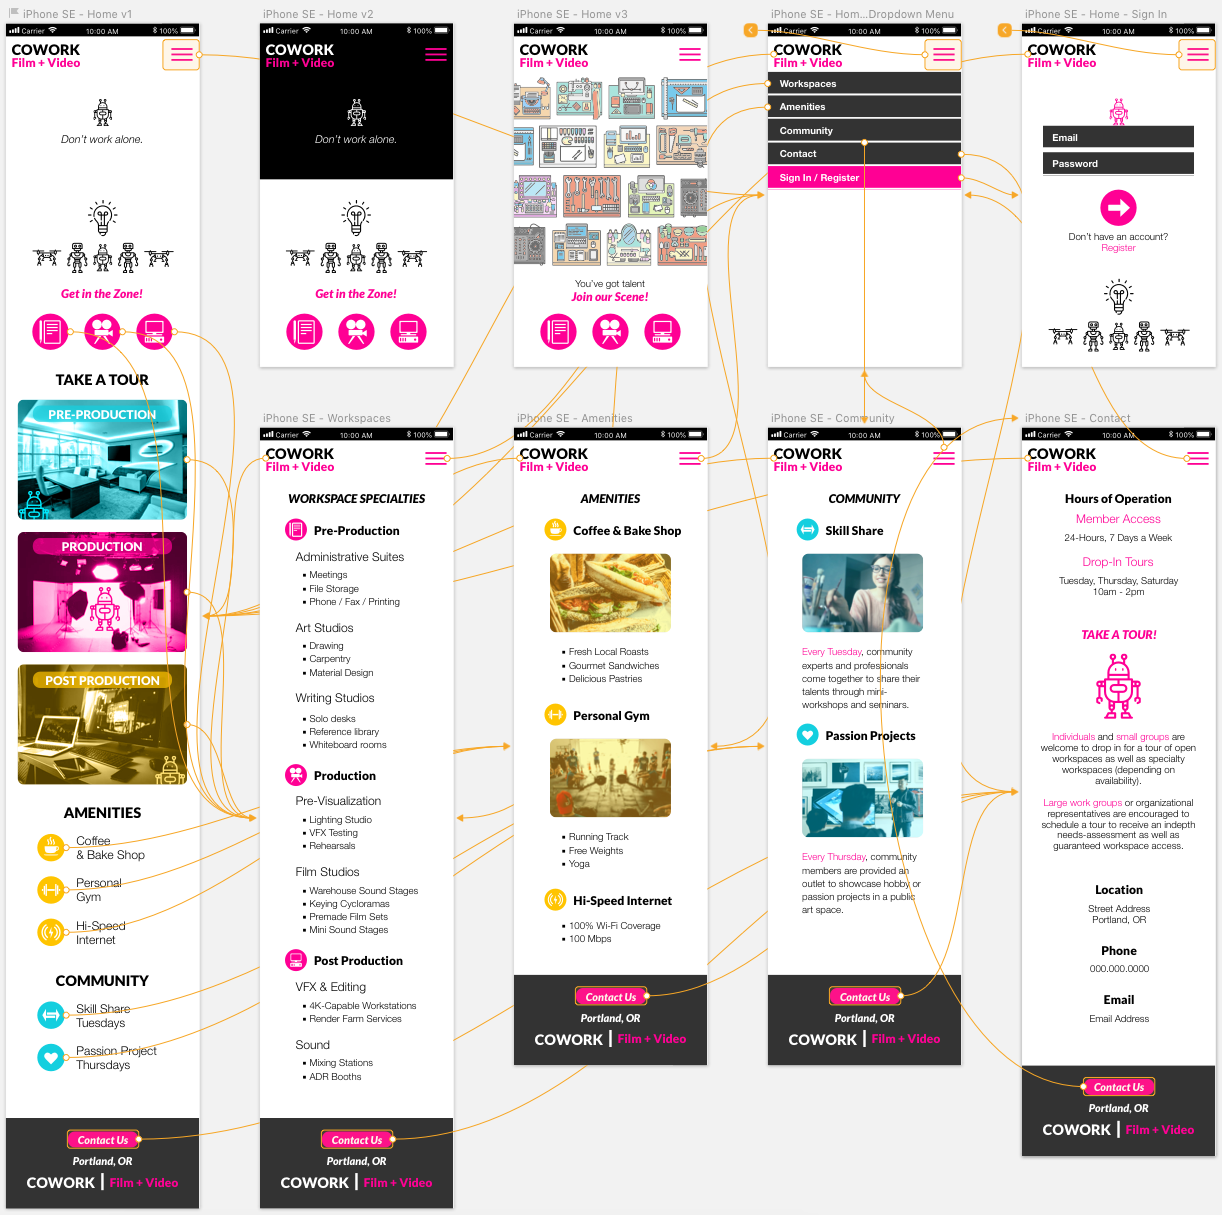 iPhone SE - Home v1
Carrier 10:00 AM 100%
COWORK
Film + Video
Don't work alone.
Get in the Zone!
TAKE A TOUR
PRE-PRODUCTION
PRODUCTION
POST PRODUCTION
AMENITIES
Coffee
& Bake Shop
Personal
Gym
Hi-Speed
Internet
COMMUNITY
Skill Share
Tuesdays
Passion Project
Thursdays
Contact Us
Portland, OR
COWORK | Film + Video
iPhone SE - Home v2
Carrier 10:00 AM 100%
COWORK
Film + Video
Don't work alone.
Get in the Zone!
iPhone SE - Home v3
Carrier 10:00 AM 100%
COWORK
Film + Video
You've got talent
Join our Scene!
iPhone SE - Hom...Dropdown Menu
Carrier 10:00 AM 100%
COWORK
Film + Video
Workspaces
Amenities
Community
Contact
Sign In / Register
iPhone SE - Home - Sign In
Carrier 10:00 AM 100%
COWORK
Film + Video
Email
Password
Don't have an account?
Register
iPhone SE - Workspaces
Carrier 10:00 AM 100%
COWORK
Film + Video
WORKSPACE SPECIALTIES
Pre-Production
Administrative Suites
▪ Meetings
▪ File Storage
▪ Phone / Fax / Printing
Art Studios
▪ Drawing
▪ Carpentry
▪ Material Design
Writing Studios
▪ Solo desks
▪ Reference library
▪ Whiteboard rooms
Production
Pre-Visualization
▪ Lighting Studio
▪ VFX Testing
▪ Rehearsals
Film Studios
▪ Warehouse Sound Stages
▪ Keying Cycloramas
▪ Premade Film Sets
▪ Mini Sound Stages
Post Production
VFX & Editing
▪ 4K-Capable Workstations
▪ Render Farm Services
Sound
▪ Mixing Stations
▪ ADR Booths
Contact Us
Portland, OR
COWORK | Film + Video
iPhone SE - Amenities
Carrier 10:00 AM 100%
COWORK
Film + Video
AMENITIES
Coffee & Bake Shop
▪ Fresh Local Roasts
▪ Gourmet Sandwiches
▪ Delicious Pastries
Personal Gym
▪ Running Track
▪ Free Weights
▪ Yoga
Hi-Speed Internet
▪ 100% Wi-Fi Coverage
▪ 100 Mbps
Contact Us
Portland, OR
COWORK | Film + Video
iPhone SE - Community
Carrier 10:00 AM 100%
COWORK
Film + Video
COMMUNITY
Skill Share
Every Tuesday, community
experts and professionals
come together to share their
talents through mini-
workshops and seminars.
Passion Projects
Every Thursday, community
members are provided an
outlet to showcase hobby or
passion projects in a public
art space.
Contact Us
Portland, OR
COWORK | Film + Video
iPhone SE - Contact
Carrier 10:00 AM 100%
COWORK
Film + Video
Hours of Operation
Member Access
24-Hours, 7 Days a Week
Drop-In Tours
Tuesday, Thursday, Saturday
10am - 2pm
TAKE A TOUR!
Individuals and small groups are
welcome to drop in for a tour of open
workspaces as well as specialty
workspaces (depending on
availability).
Large work groups or organizational
representatives are encouraged to
schedule a tour to receive an indepth
needs-assessment as well as
guaranteed workspace access.
Location
Street Address
Portland, OR
Phone
000.000.0000
Email
Email Address
Contact Us
Portland, OR
COWORK | Film + Video